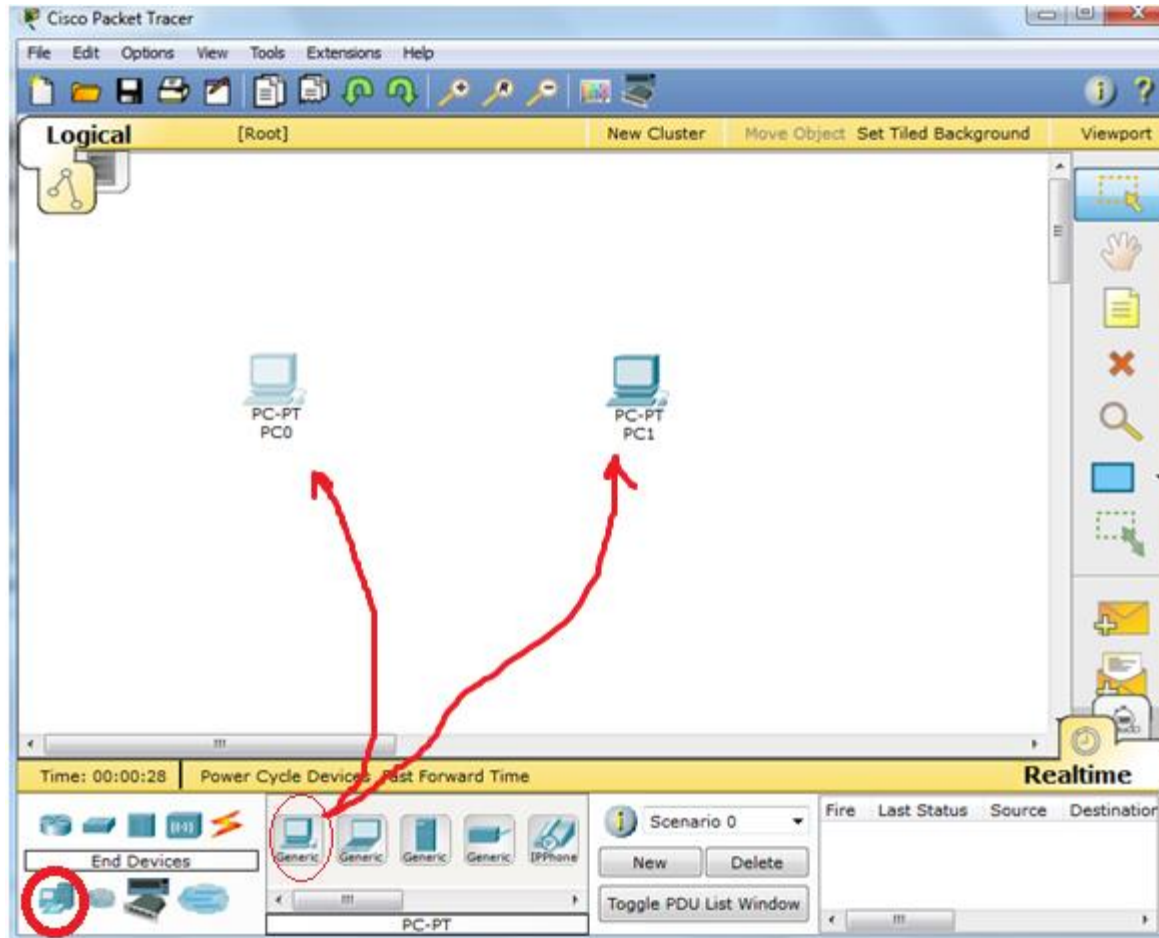 Cisco Packet Tracer
File Edit Options View Tools Extensions Help
Logical [Root] New Cluster Move Object Set Tiled Background Viewport
PC-PT
PC0
PC-PT
PC1
Time: 00:00:28 Power Cycle Devices Fast Forward Time Realtime
End Devices
Generic Generic Generic Generic IPPhone
PC-PT
Scenario 0
New Delete
Toggle PDU List Window
Fire Last Status Source Destination